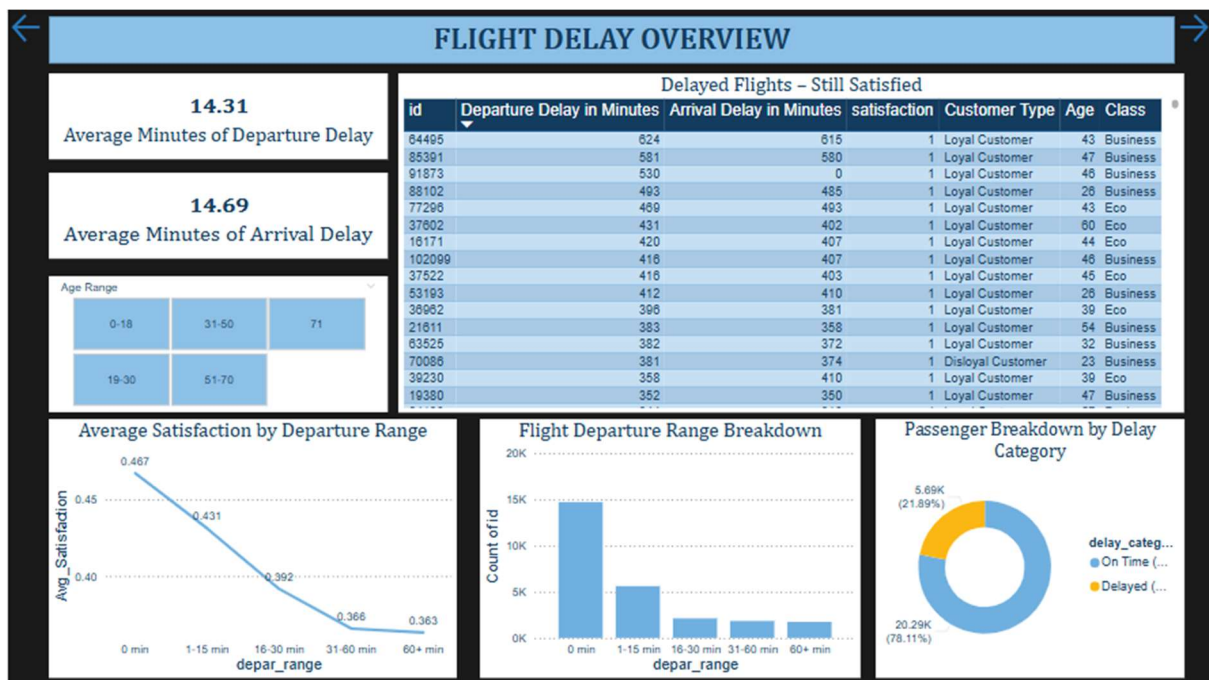 FLIGHT DELAY OVERVIEW
14.31
Average Minutes of Departure Delay
14.69
Average Minutes of Arrival Delay
Age Range
0-18 31-50 71
19-30 51-70
Delayed Flights – Still Satisfied
id Departure Delay in Minutes Arrival Delay in Minutes satisfaction Customer Type Age Class
64495 624 615 1 Loyal Customer 43 Business
85391 581 580 1 Loyal Customer 47 Business
91873 530 0 1 Loyal Customer 46 Business
88102 493 485 1 Loyal Customer 26 Business
77296 469 493 1 Loyal Customer 43 Eco
37602 431 402 1 Loyal Customer 60 Eco
16171 420 407 1 Loyal Customer 44 Eco
102099 416 407 1 Loyal Customer 46 Business
37522 416 403 1 Loyal Customer 45 Eco
53193 412 410 1 Loyal Customer 26 Business
36962 396 381 1 Loyal Customer 39 Eco
21611 383 358 1 Loyal Customer 54 Business
63525 382 372 1 Loyal Customer 32 Business
70086 381 374 1 Disloyal Customer 23 Business
39230 358 410 1 Loyal Customer 39 Eco
19380 352 350 1 Loyal Customer 47 Business
Average Satisfaction by Departure Range
Avg_Satisfaction
0.45
0.40
0.467
0.431
0.392
0.366
0.363
0 min 1-15 min 16-30 min 31-60 min 60+ min
depar_range
Flight Departure Range Breakdown
Count of id
20K
15K
10K
5K
0K
0 min 1-15 min 16-30 min 31-60 min 60+ min
depar_range
Passenger Breakdown by Delay
Category
5.69K
(21.89%)
20.29K
(78.11%)
delay_categ...
On Time (...
Delayed (...